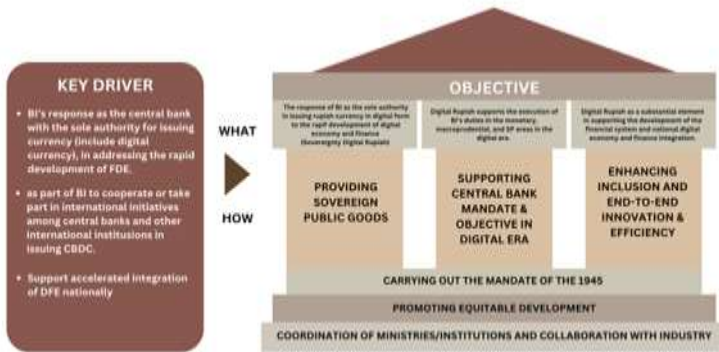 KEY DRIVER
• BI's response as the central bank
with the sole authority for issuing
currency (include digital
currency), in addressing the rapid
development of FDE.
• as part of BI to cooperate or take
part in international initiatives
among central banks and other
international institusions in
issuing CBDC.
• Support accelerated integration
of DFE nationally
WHAT
HOW
OBJECTIVE
The response of BI as the sole authority
in issuing rupiah currency in digital form
to the rapid development of digital
economy and finance
(Sovereignty Digital Rupiah)
PROVIDING
SOVEREIGN
PUBLIC GOODS
Digital Rupiah supports the execution of
BI's duties in the monetary,
macroprudential, and SP areas in the
digital era.
SUPPORTING
CENTRAL BANK
MANDATE &
OBJECTIVE IN
DIGITAL ERA
Digital Rupiah as a substantial element
in supporting the development of the
financial system and national digital
economy and finance integration.
ENHANCING
INCLUSION AND
END-TO-END
INNOVATION &
EFFICIENCY
CARRYING OUT THE MANDATE OF THE 1945
PROMOTING EQUITABLE DEVELOPMENT
COORDINATION OF MINISTRIES/INSTITUTIONS AND COLLABORATION WITH INDUSTRY